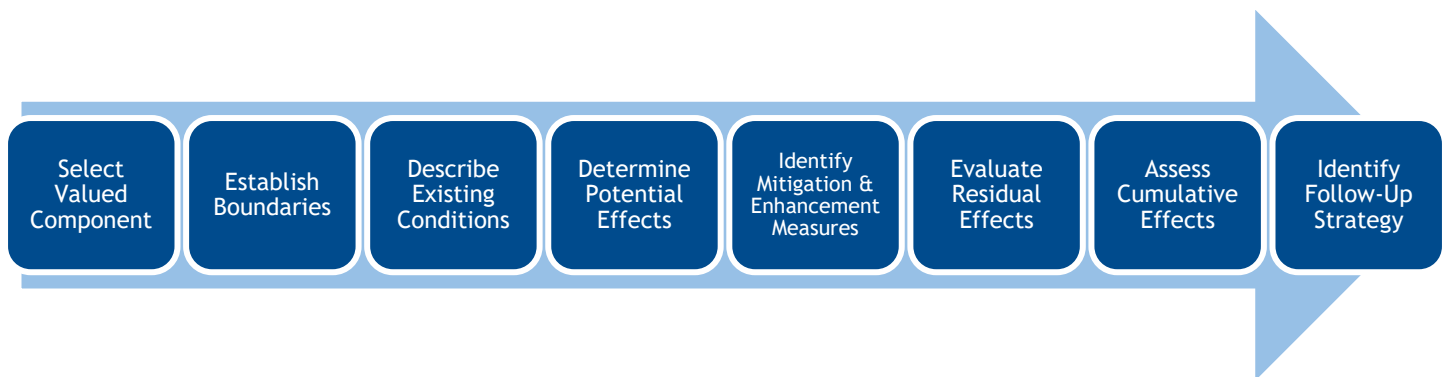 Select
Valued
Component
Establish
Boundaries
Describe
Existing
Conditions
Determine
Potential
Effects
Identify
Mitigation &
Enhancement
Measures
Evaluate
Residual
Effects
Assess
Cumulative
Effects
Identify
Follow-Up
Strategy